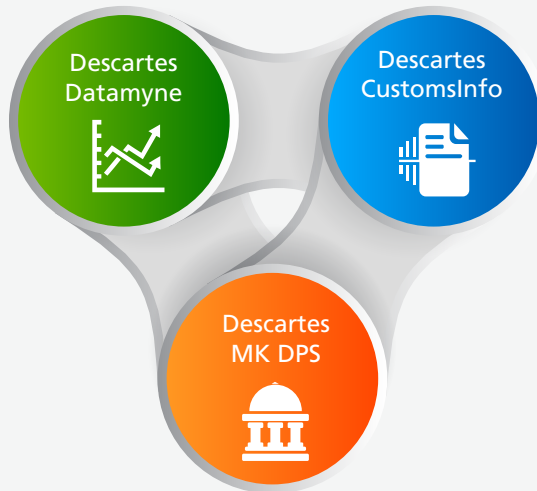 Descartes
Datamyne
Descartes
CustomsInfo
Descartes
MK DPS